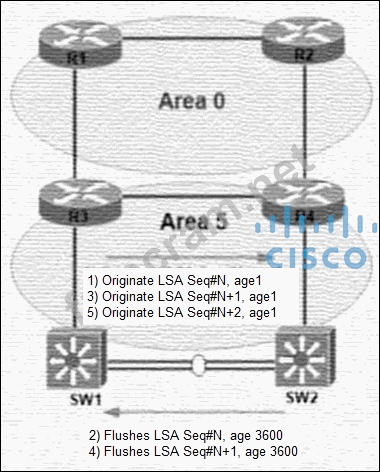 R1
R2
Area 0
R3
R4
Area 5
CISCO
1) Originate LSA Seq#N, age1
3) Originate LSA Seq#N+1, age1
5) Originate LSA Seq#N+2, age1
SW1
SW2
2) Flushes LSA Seq#N, age 3600
4) Flushes LSA Seq#N+1, age 3600